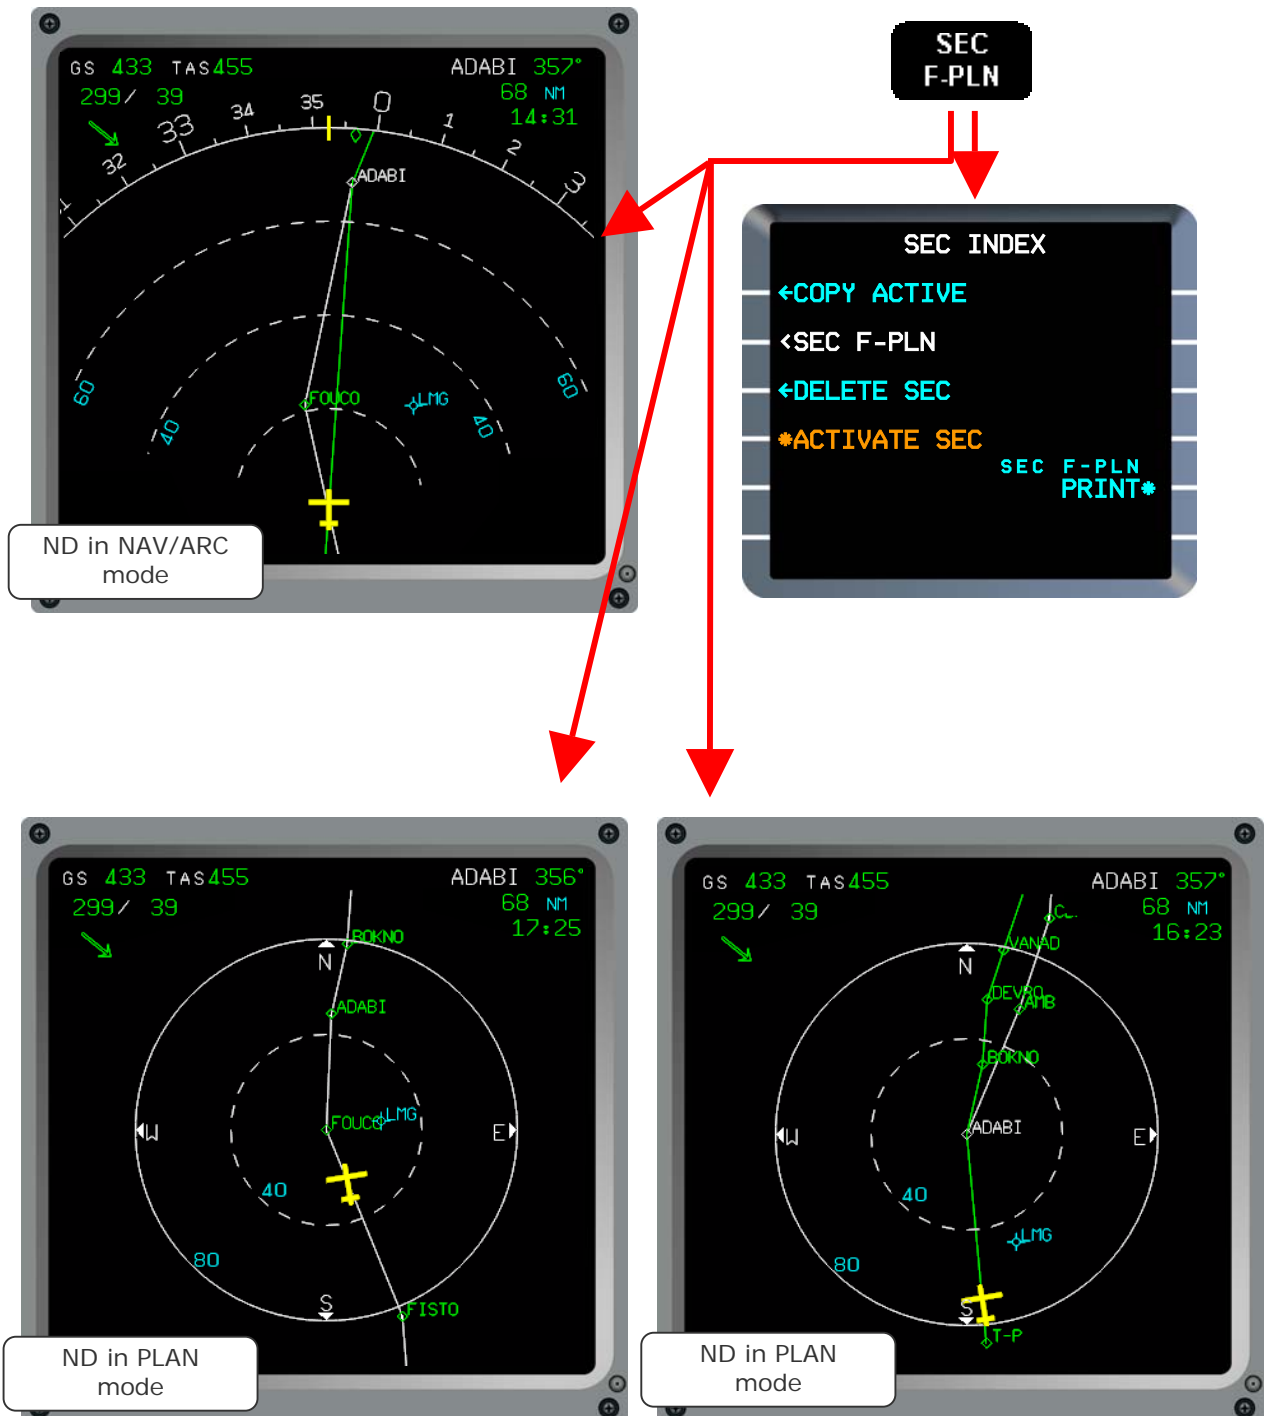 GS 433 TAS455
299/ 39
ADABI 357°
68 NM
14:31
32
33
34
35
0
1
2
3
ADABI
FOUCO
LMG
60
40
40
60
ND in NAV/ARC
mode
SEC
F-PLN
SEC INDEX
←COPY ACTIVE
<SEC F-PLN
←DELETE SEC
*ACTIVATE SEC
SEC F-PLN
PRINT*
GS 433 TAS455
299/ 39
ADABI 356°
68 NM
17:25
BOKNO
N
ADABI
FOUCO
LMG
W
E
40
80
S
FISTO
ND in PLAN
mode
GS 433 TAS455
299/ 39
ADABI 357°
68 NM
16:23
VANAD
N
DEVRO
AMB
BOKNO
ADABI
W
E
40
LMG
80
S
T-P
ND in PLAN
mode